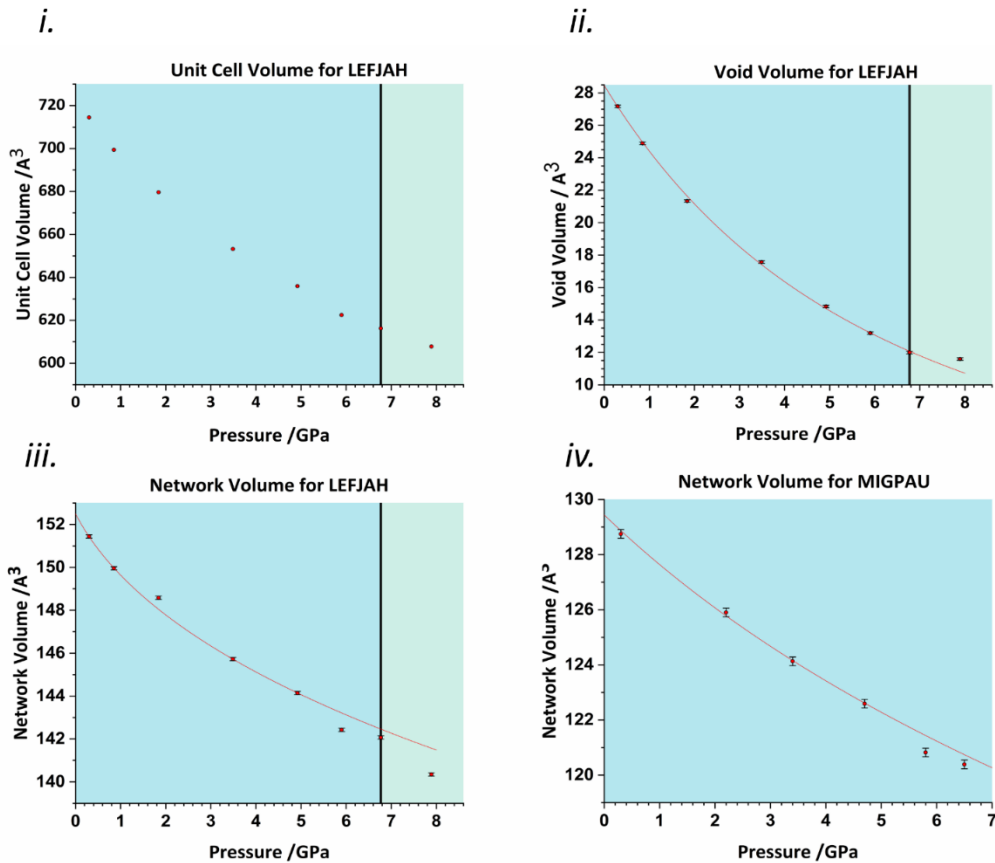 i.
Unit Cell Volume for LEFJAH
Unit Cell Volume /A³
720
700
680
660
640
620
600
0 1 2 3 4 5 6 7 8
Pressure /GPa
ii.
Void Volume for LEFJAH
Void Volume / A³
28
26
24
22
20
18
16
14
12
10
0 1 2 3 4 5 6 7 8
Pressure /GPa
iii.
Network Volume for LEFJAH
Network Volume /A³
152
150
148
146
144
142
140
0 1 2 3 4 5 6 7 8
Pressure /GPa
iv.
Network Volume for MIGPAU
Network Volume /A³
130
128
126
124
122
120
0 1 2 3 4 5 6 7
Pressure /GPa